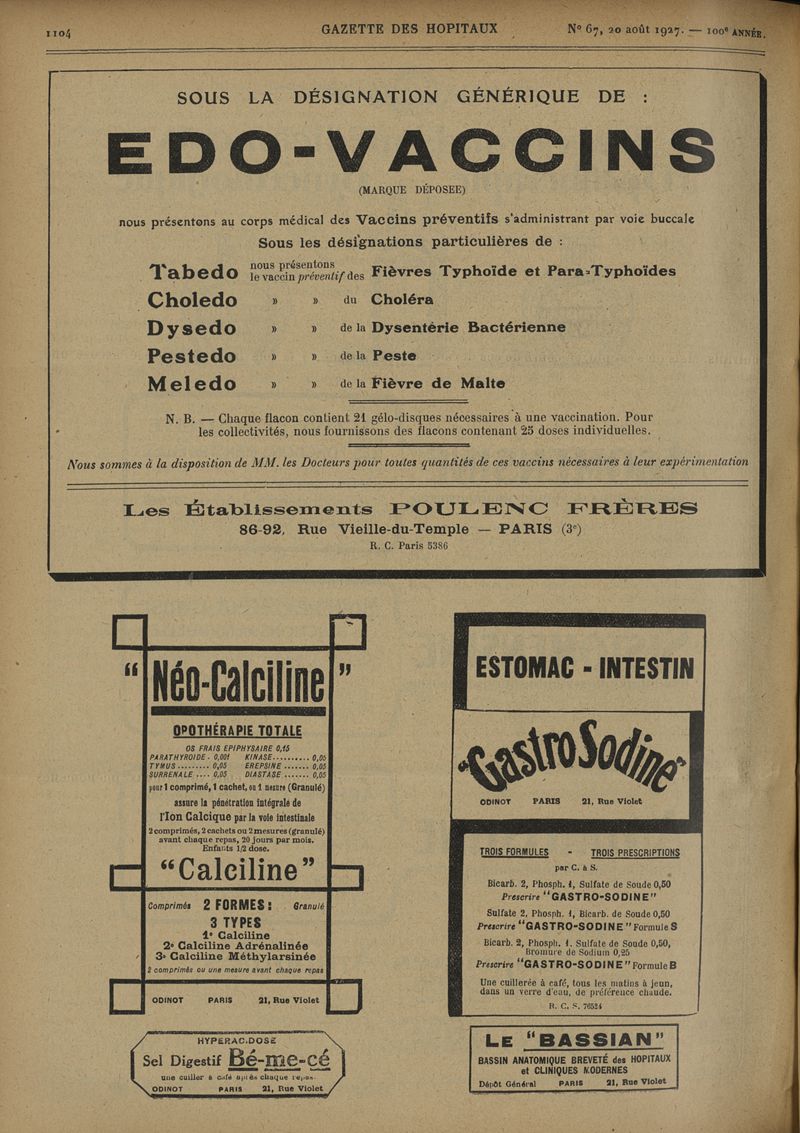 1104
GAZETTE DES HOPITAUX
N° 67, 20 août 1927. — 100e ANNÉE.
SOUS LA DÉSIGNATION GÉNÉRIQUE DE :
EDO-VACCINS
(MARQUE DÉPOSEE)
nous présentons au corps médical des Vaccins préventifs s'administrant par voie buccale
Sous les désignations particulières de :
Tabedo nous présentons le vaccin préventif des Fièvres Typhoïde et Para-Typhoïdes
Choledo » » du Choléra
Dysedo » » de la Dysentérie Bactérienne
Pestedo » » de la Peste
Meledo » » de la Fièvre de Malte
N. B. — Chaque flacon contient 21 gélo-disques nécessaires à une vaccination. Pour
les collectivités, nous fournissons des flacons contenant 25 doses individuelles.
Nous sommes à la disposition de MM. les Docteurs pour toutes quantités de ces vaccins nécessaires à leur expérimentation
Les Établissements POULENC FRÈRES
86-92, Rue Vieille-du-Temple — PARIS (3e)
R. C. Paris 5386
"Néo-Calciline"
OPOTHÉRAPIE TOTALE
OS FRAIS EPIPHYSAIRE 0,15
PARATHYROIDE . 0,001 KINASE.......... 0,05
TYMUS ......... 0,05 EREPSINE ....... 0,05
SURRENALE .... 0,05 DIASTASE ....... 0,05
pour 1 comprimé, 1 cachet, ou 1 mesure (Granulé)
assure la pénétration intégrale de
l'Ion Calcique par la voie intestinale
2 comprimés, 2 cachets ou 2 mesures (granulé)
avant chaque repas, 20 jours par mois.
Enfants 1/2 dose.
"Calciline"
Comprimés 2 FORMES : Granulé
3 TYPES
1° Calciline
2° Calciline Adrénalinée
3° Calciline Méthylarsinée
2 comprimés ou une mesure avant chaque repas
ODINOT PARIS 21, Rue Violet
HYPERAC.DOSE
Sel Digestif Bé-me-cé
une cuiller à café après chaque repas.
ODINOT PARIS 21, Rue Violet
ESTOMAC - INTESTIN
"GastroSodine"
ODINOT PARIS 21, Rue Violet
TROIS FORMULES - TROIS PRESCRIPTIONS
par C. à S.
Bicarb. 2, Phosph. 1, Sulfate de Soude 0,50
Prescrire "GASTRO-SODINE"
Sulfate 2, Phosph. 1, Bicarb. de Soude 0,50
Prescrire "GASTRO-SODINE" Formule S
Bicarb. 2, Phosph. 1. Sulfate de Soude 0,50,
Bromure de Sodium 0,25
Prescrire "GASTRO-SODINE" Formule B
Une cuillerée à café, tous les matins à jeun,
dans un verre d'eau, de préférence chaude.
R. C. S. 76524
LE "BASSIAN"
BASSIN ANATOMIQUE BREVETÉ des HOPITAUX
et CLINIQUES MODERNES
Dépôt Général PARIS 21, Rue Violet